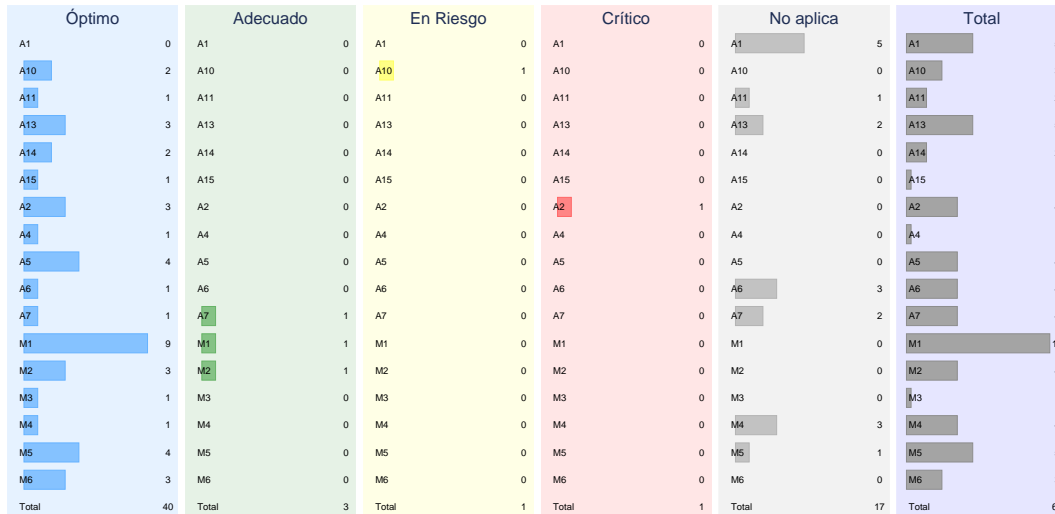 Óptimo Adecuado En Riesgo Crítico No aplica Total
A1 0 A1 0 A1 0 A1 0 A1 5 A1
A10 2 A10 0 A10 1 A10 0 A10 0 A10
A11 1 A11 0 A11 0 A11 0 A11 1 A11
A13 3 A13 0 A13 0 A13 0 A13 2 A13
A14 2 A14 0 A14 0 A14 0 A14 0 A14
A15 1 A15 0 A15 0 A15 0 A15 0 A15
A2 3 A2 0 A2 0 A2 1 A2 0 A2
A4 1 A4 0 A4 0 A4 0 A4 0 A4
A5 4 A5 0 A5 0 A5 0 A5 0 A5
A6 1 A6 0 A6 0 A6 0 A6 3 A6
A7 1 A7 1 A7 0 A7 0 A7 2 A7
M1 9 M1 1 M1 0 M1 0 M1 0 M1
M2 3 M2 1 M2 0 M2 0 M2 0 M2
M3 1 M3 0 M3 0 M3 0 M3 0 M3
M4 1 M4 0 M4 0 M4 0 M4 3 M4
M5 4 M5 0 M5 0 M5 0 M5 1 M5
M6 3 M6 0 M6 0 M6 0 M6 0 M6
Total 40 Total 3 Total 1 Total 1 Total 17 Total